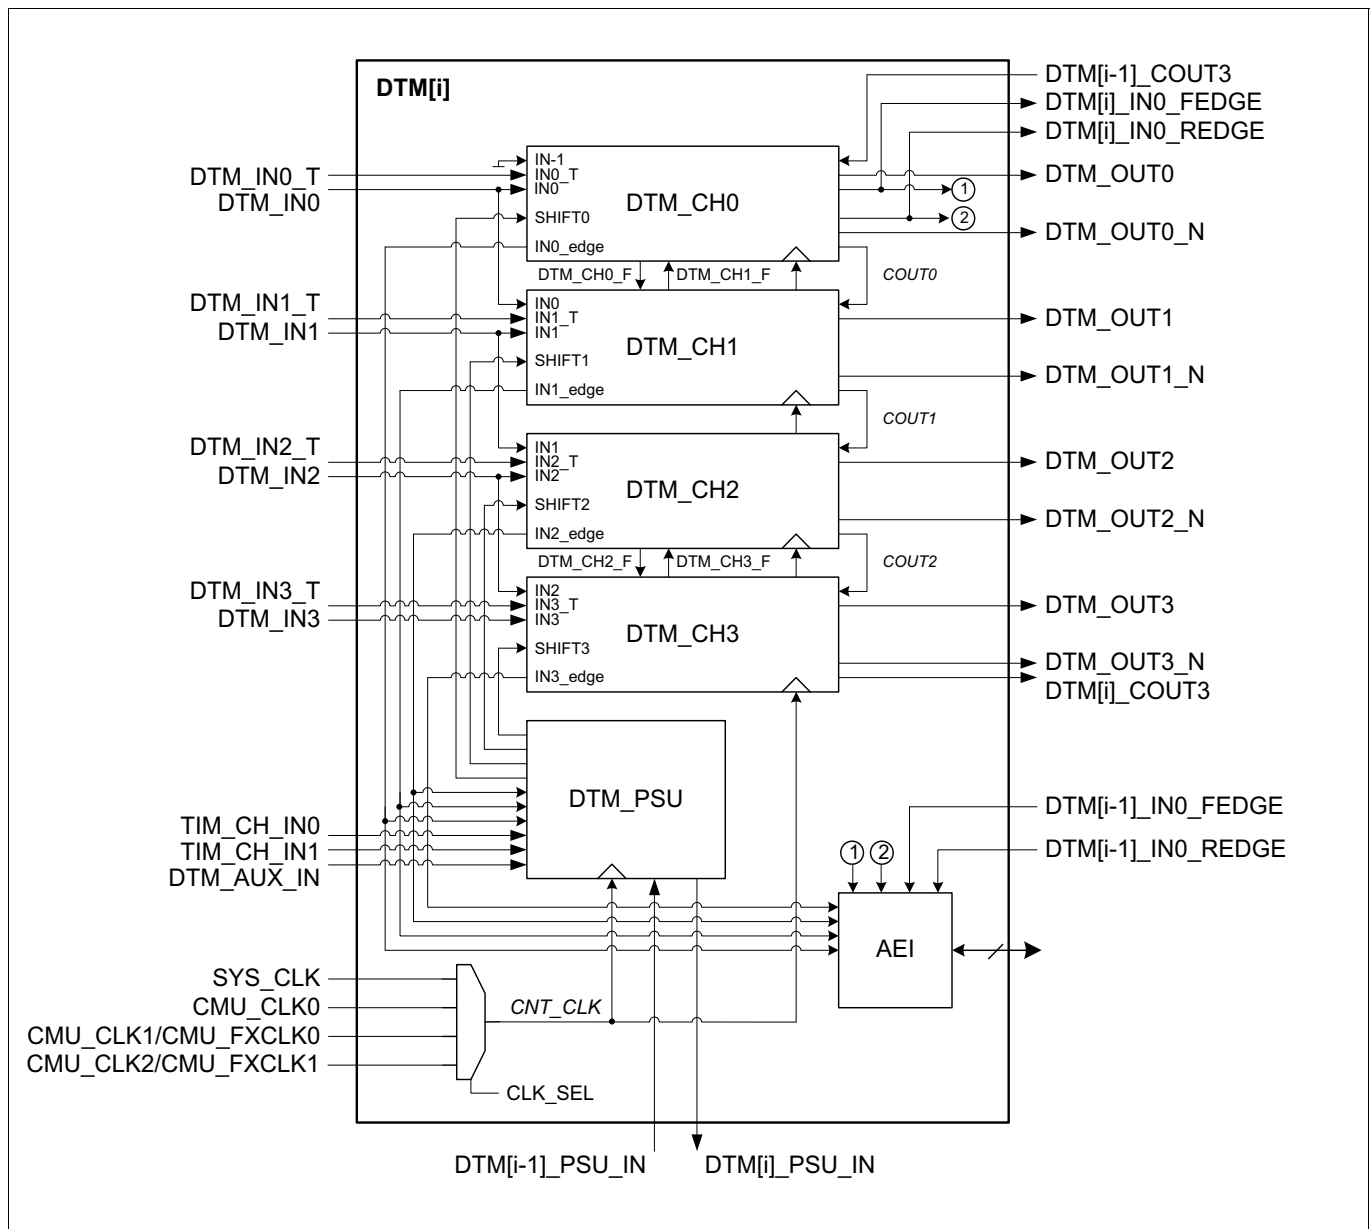 DTM[i]
DTM[i-1]_COUT3
DTM[i]_IN0_FEDGE
DTM[i]_IN0_REDGE
DTM_IN0_T
DTM_IN0
IN-1
IN0_T
IN0
SHIFT0
IN0_edge
DTM_CH0
1
2
DTM_OUT0
DTM_OUT0_N
DTM_CH0_F
DTM_CH1_F
COUT0
DTM_IN1_T
DTM_IN1
IN0
IN1_T
IN1
SHIFT1
IN1_edge
DTM_CH1
DTM_OUT1
DTM_OUT1_N
COUT1
DTM_IN2_T
DTM_IN2
IN1
IN2_T
IN2
SHIFT2
IN2_edge
DTM_CH2
DTM_OUT2
DTM_OUT2_N
DTM_CH2_F
DTM_CH3_F
COUT2
DTM_IN3_T
DTM_IN3
IN2
IN3_T
IN3
SHIFT3
IN3_edge
DTM_CH3
DTM_OUT3
DTM_OUT3_N
DTM[i]_COUT3
DTM_PSU
TIM_CH_IN0
TIM_CH_IN1
DTM_AUX_IN
DTM[i-1]_IN0_FEDGE
DTM[i-1]_IN0_REDGE
1
2
AEI
SYS_CLK
CMU_CLK0
CMU_CLK1/CMU_FXCLK0
CMU_CLK2/CMU_FXCLK1
CNT_CLK
CLK_SEL
DTM[i-1]_PSU_IN
DTM[i]_PSU_IN